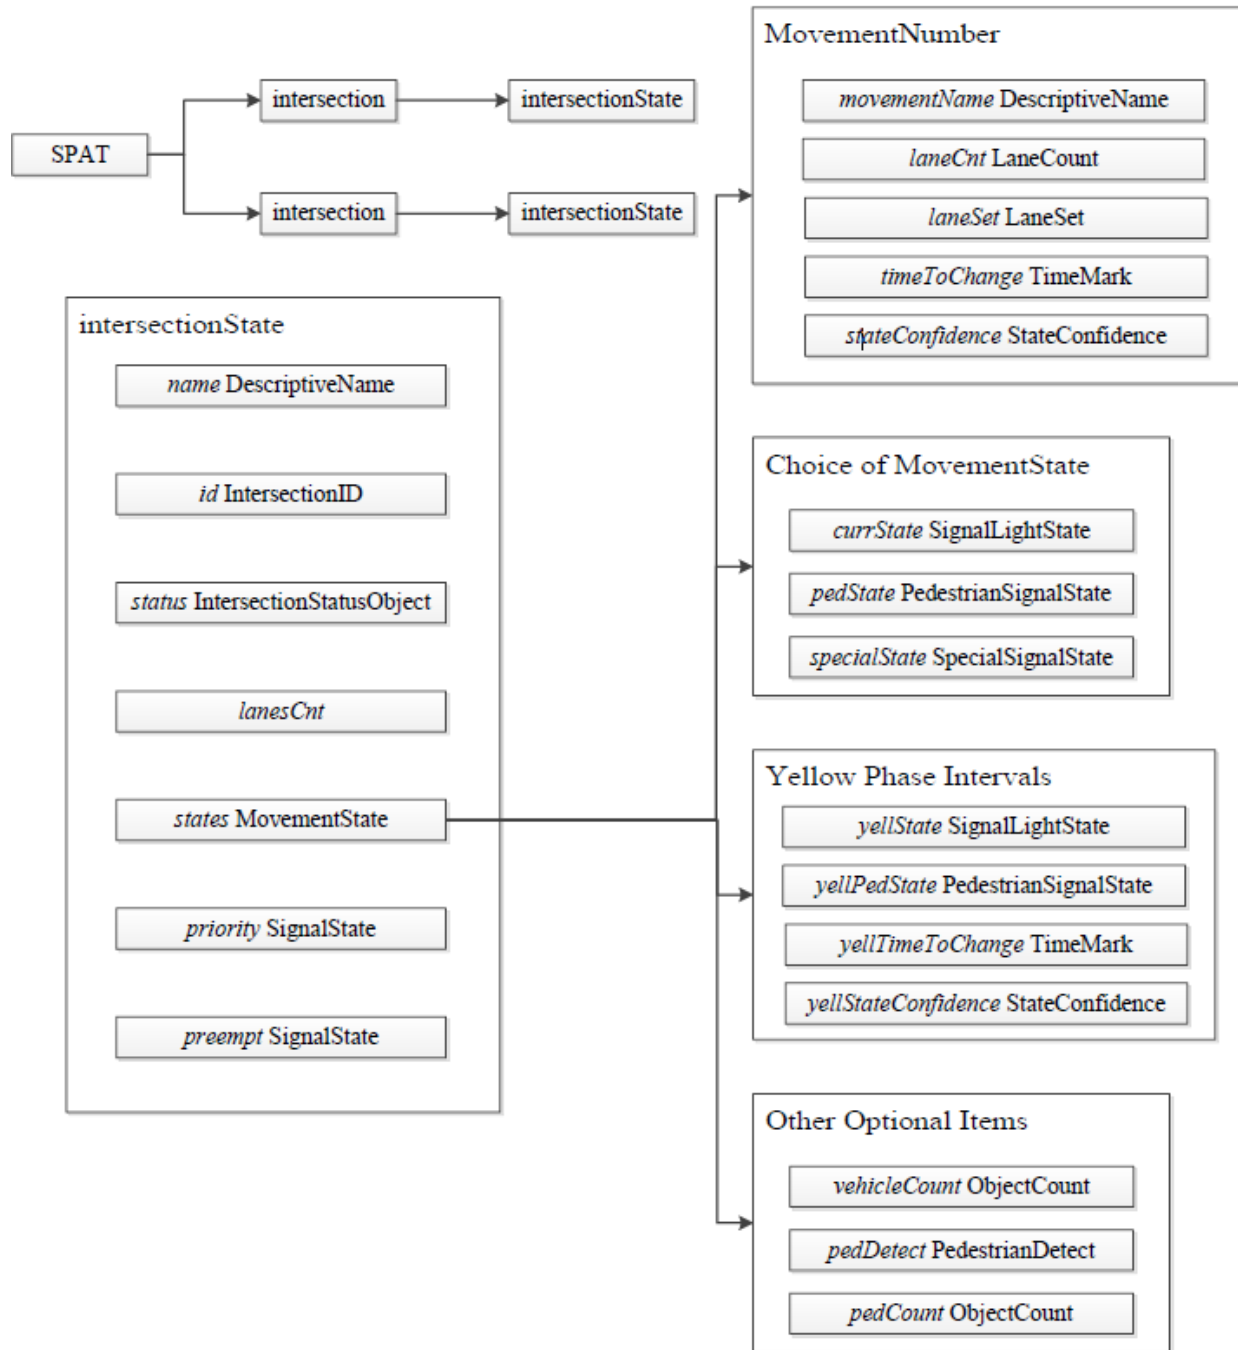 SPAT
intersection
intersectionState
intersection
intersectionState
intersectionState
name DescriptiveName
id IntersectionID
status IntersectionStatusObject
lanesCnt
states MovementState
priority SignalState
preempt SignalState
MovementNumber
movementName DescriptiveName
laneCnt LaneCount
laneSet LaneSet
timeToChange TimeMark
stateConfidence StateConfidence
Choice of MovementState
currState SignalLightState
pedState PedestrianSignalState
specialState SpecialSignalState
Yellow Phase Intervals
yellState SignalLightState
yellPedState PedestrianSignalState
yellTimeToChange TimeMark
yellStateConfidence StateConfidence
Other Optional Items
vehicleCount ObjectCount
pedDetect PedestrianDetect
pedCount ObjectCount